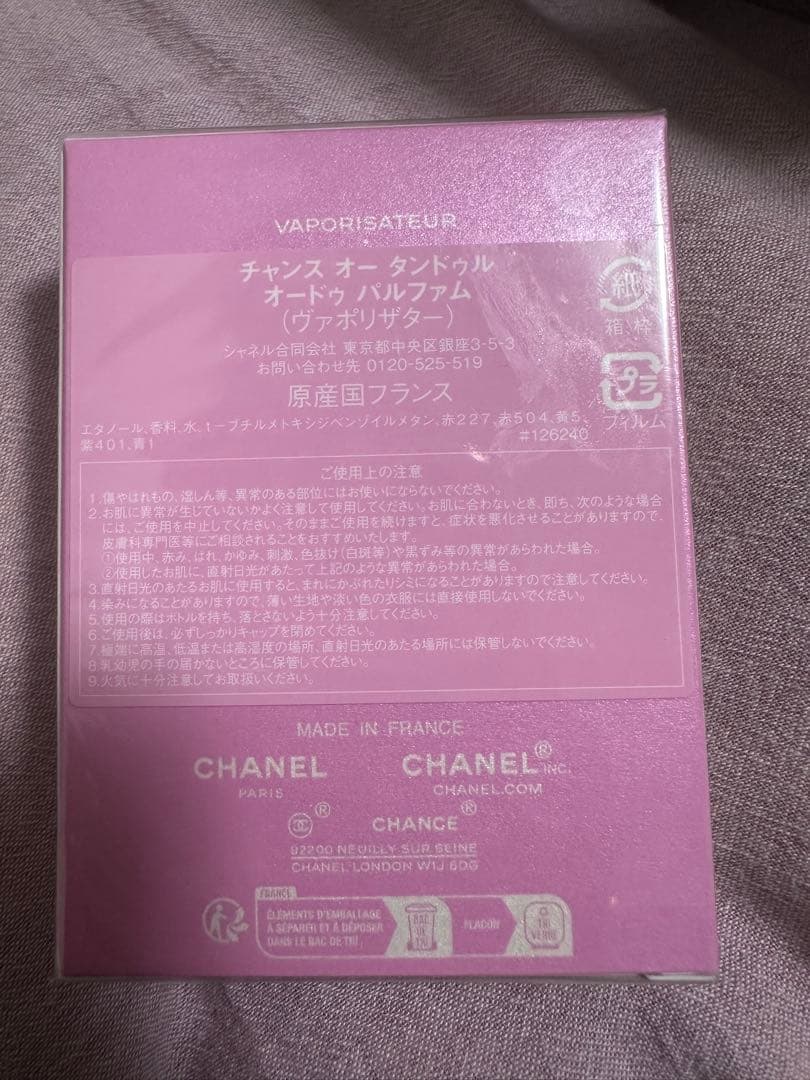 VAPORISATEUR
チャンス オー タンドゥル
オードゥ パルファム
(ヴァポリザター)
シャネル合同会社 東京都中央区銀座3-5-3
お問い合わせ先 0120-525-519
原産国フランス
紙
箱、枠
プラ
フィルム
エタノール、香料、水、t-ブチルメトキシジベンゾイルメタン、赤227、赤504、黄5、
紫401、青1
#126240
ご使用上の注意
1.傷やはれもの、湿しん等、異常のある部位にはお使いにならないでください。
2.お肌に異常が生じていないかよく注意して使用してください。お肌に合わないとき、即ち、次のような場合
には、ご使用を中止してください。そのままご使用を続けますと、症状を悪化させることがありますので、
皮膚科専門医等にご相談されることをおすすめいたします。
①使用中、赤み、はれ、かゆみ、刺激、色抜け(白斑等)や黒ずみ等の異常があらわれた場合。
②使用したお肌に、直射日光があたって上記のような異常があらわれた場合。
3.直射日光のあたるお肌に使用すると、まれにかぶれたりシミになることがありますので注意してください。
4.染みになることがありますので、薄い生地や淡い色の衣服には直接使用しないでください。
5.使用の際はボトルを持ち、落とさないよう十分注意してください。
6.ご使用後は、必ずしっかりキャップを閉めてください。
7.極端に高温、低温または高湿度の場所、直射日光のあたる場所には保管しないでください。
8.乳幼児の手の届かないところに保管してください。
9.火気に十分注意してお取扱いください。
MADE IN FRANCE
CHANEL
PARIS
CHANEL® INC.
CHANEL.COM
®
CHANCE®
92200 NEUILLY SUR SEINE
CHANEL, LONDON W1J 6DG
FRANCE
ÉLÉMENTS D'EMBALLAGE
À SÉPARER ET À DÉPOSER
DANS LE BAC DE TRI
BAC
DE
TRI
FLACON
TRI
VERRE